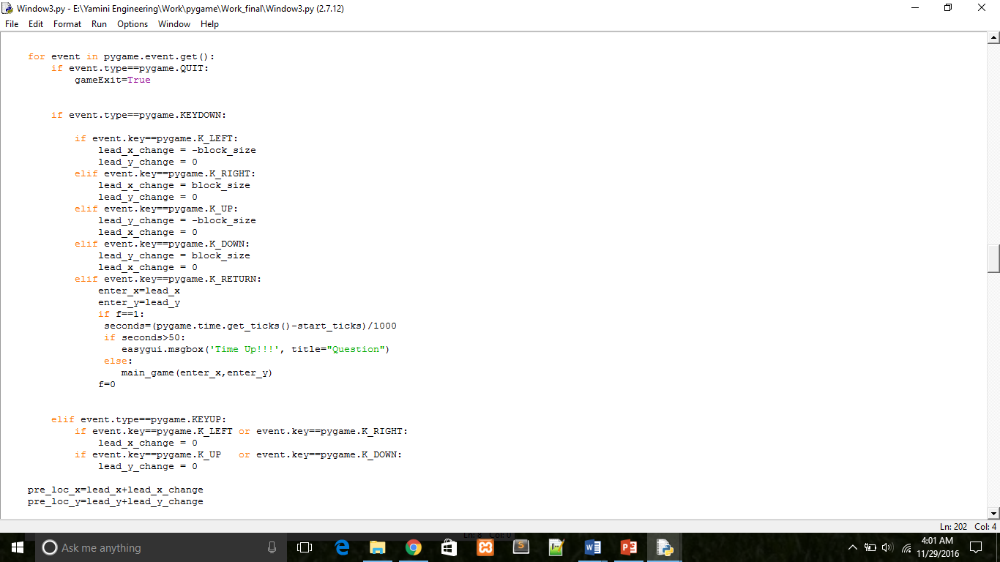 Window3.py - E:\Yamini Engineering\Work\pygame\Work_final\Window3.py (2.7.12)
File Edit Format Run Options Window Help
for event in pygame.event.get():
    if event.type==pygame.QUIT:
        gameExit=True
    if event.type==pygame.KEYDOWN:
        if event.key==pygame.K_LEFT:
            lead_x_change = -block_size
            lead_y_change = 0
        elif event.key==pygame.K_RIGHT:
            lead_x_change = block_size
            lead_y_change = 0
        elif event.key==pygame.K_UP:
            lead_y_change = -block_size
            lead_x_change = 0
        elif event.key==pygame.K_DOWN:
            lead_y_change = block_size
            lead_x_change = 0
        elif event.key==pygame.K_RETURN:
            enter_x=lead_x
            enter_y=lead_y
            if f==1:
             seconds=(pygame.time.get_ticks()-start_ticks)/1000
             if seconds>50:
                easygui.msgbox('Time Up!!!', title="Question")
             else:
                main_game(enter_x,enter_y)
            f=0
    elif event.type==pygame.KEYUP:
        if event.key==pygame.K_LEFT or event.key==pygame.K_RIGHT:
            lead_x_change = 0
        if event.key==pygame.K_UP   or event.key==pygame.K_DOWN:
            lead_y_change = 0
pre_loc_x=lead_x+lead_x_change
pre_loc_y=lead_y+lead_y_change
Ln: 202 Col: 4
Ln: 8 Col: 0
Ask me anything
4:01 AM
11/29/2016